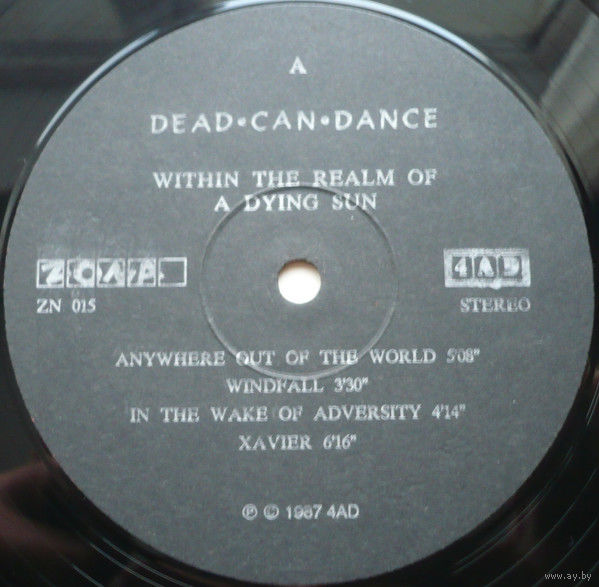 A
DEAD•CAN•DANCE
WITHIN THE REALM OF
A DYING SUN
4AD
ZN 015
STEREO
ANYWHERE OUT OF THE WORLD 5'08"
WINDFALL 3'30"
IN THE WAKE OF ADVERSITY 4'14"
XAVIER 6'16"
℗ © 1987 4AD
www.ay.by